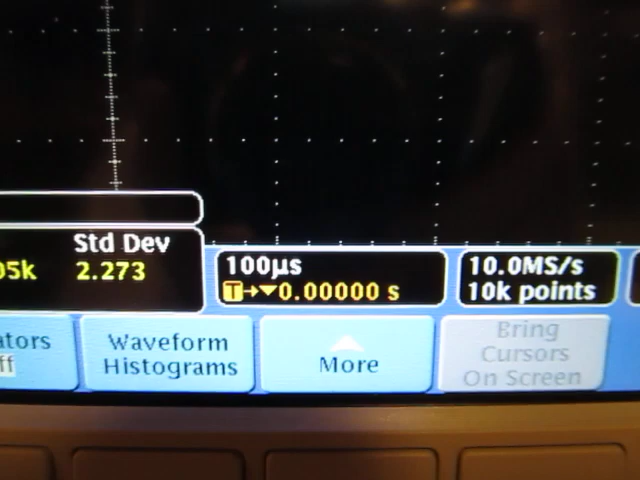 Std Dev
05k 2.273
100µs
T→▼0.00000 s
10.0MS/s
10k points
ators
ff
Waveform
Histograms
More
Bring
Cursors
On Screen